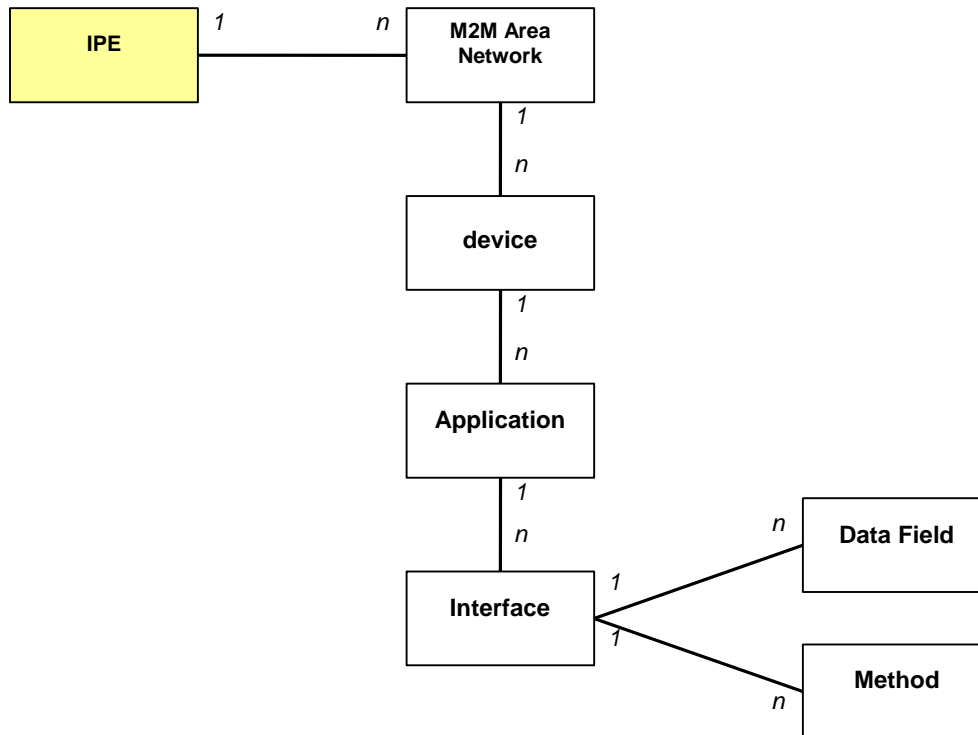 1
n
IPE
M2M Area
Network
1
n
device
1
n
Application
1
n
n
Data Field
Interface
1
1
Method
n